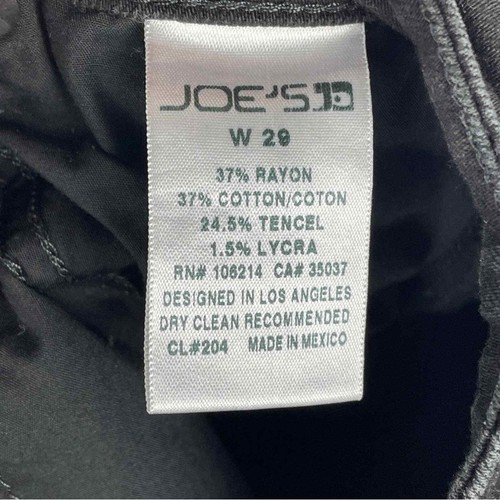 JOE'S JD
W 29
37% RAYON
37% COTTON/COTON
24.5% TENCEL
1.5% LYCRA
RN# 106214 CA# 35037
DESIGNED IN LOS ANGELES
DRY CLEAN RECOMMENDED
CL#204 MADE IN MEXICO